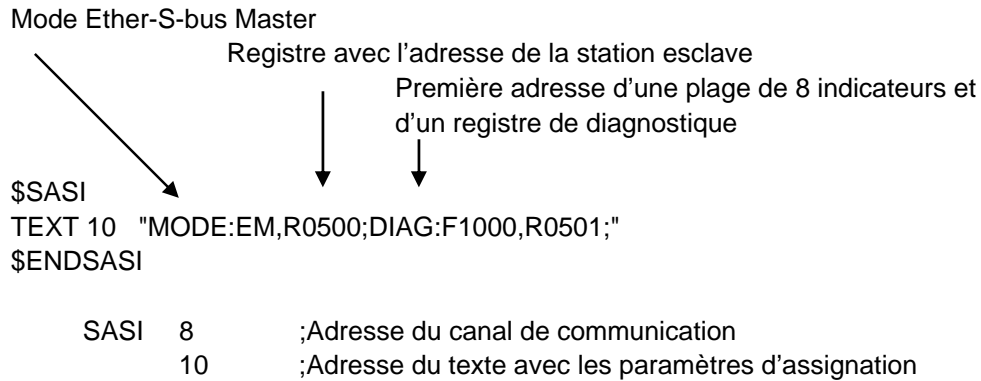 Mode Ether-S-bus Master
Registre avec l’adresse de la station esclave
Première adresse d’une plage de 8 indicateurs et
d’un registre de diagnostique
$SASI
TEXT 10 "MODE:EM,R0500;DIAG:F1000,R0501;"
$ENDSASI
SASI 8 ;Adresse du canal de communication
10 ;Adresse du texte avec les paramètres d'assignation